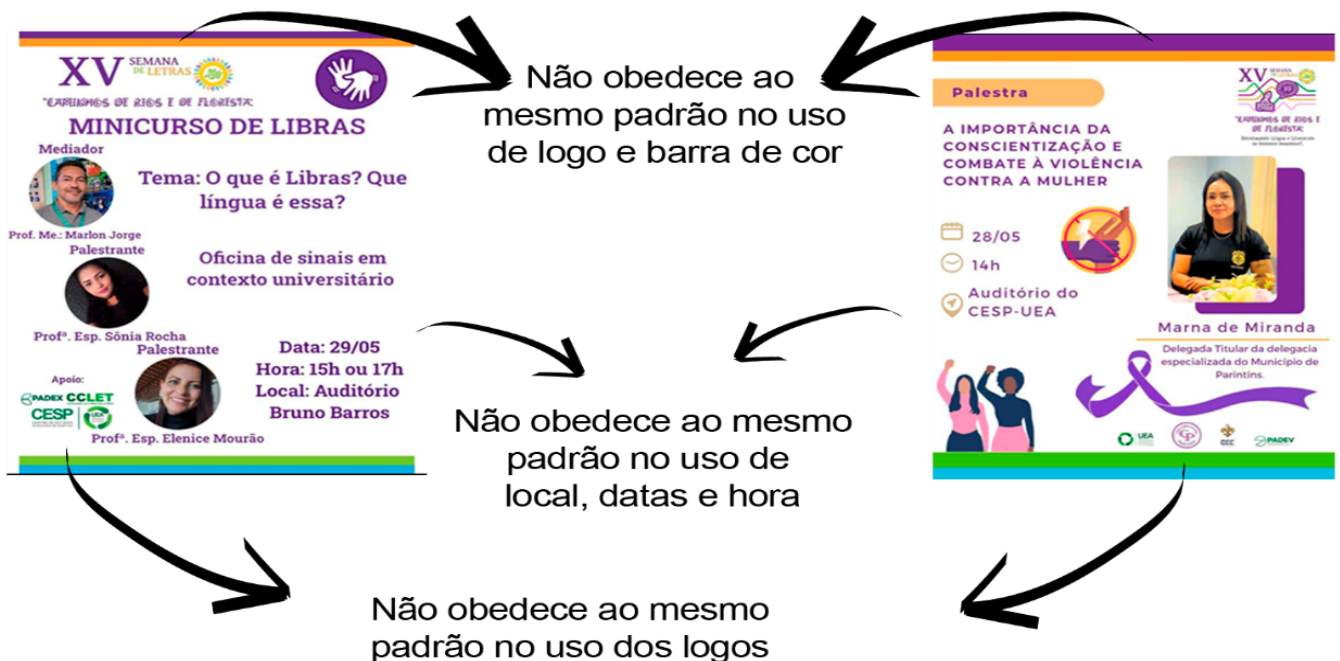 XV SEMANA
DE LETRAS
"CAMINHOS DE RIOS E DE FLORESTA"
MINICURSO DE LIBRAS
Mediador
Tema: O que é Libras? Que
língua é essa?
Prof. Me.: Marlon Jorge
Palestrante
Oficina de sinais em
contexto universitário
Profª. Esp. Sônia Rocha
Palestrante
Data: 29/05
Hora: 15h ou 17h
Local: Auditório
Bruno Barros
Apoio:
PADEX CCLET
CESP UEA
Profª. Esp. Elenice Mourão
Não obedece ao
mesmo padrão no uso
de logo e barra de cor
Não obedece ao mesmo
padrão no uso de
local, datas e hora
Não obedece ao mesmo
padrão no uso dos logos
Palestra
XV SEMANA
DE LETRAS
"CAMINHOS DE RIOS E
DE FLORESTA:
A IMPORTÂNCIA DA
CONSCIENTIZAÇÃO E
COMBATE À VIOLÊNCIA
CONTRA A MULHER
28/05
14h
Auditório do
CESP-UEA
Marna de Miranda
Delegada Titular da delegacia
especializada do Município de
Parintins.
UEA
PADEV